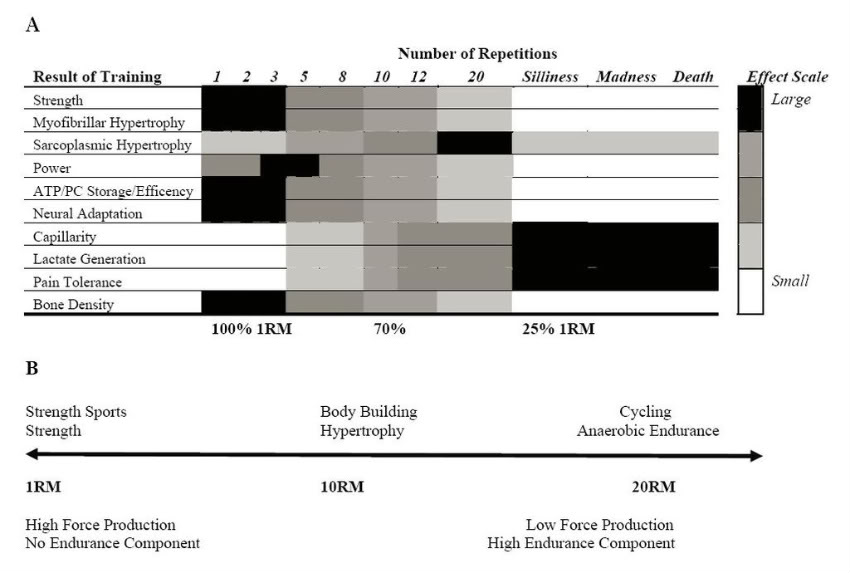 A
Number of Repetitions
Result of Training 1 2 3 5 8 10 12 20 Silliness Madness Death Effect Scale
Strength Large
Myofibrillar Hypertrophy
Sarcoplasmic Hypertrophy
Power
ATP/PC Storage/Efficency
Neural Adaptation
Capillarity
Lactate Generation
Pain Tolerance Small
Bone Density
100% 1RM 70% 25% 1RM
B
Strength Sports Body Building Cycling
Strength Hypertrophy Anaerobic Endurance
1RM 10RM 20RM
High Force Production Low Force Production
No Endurance Component High Endurance Component